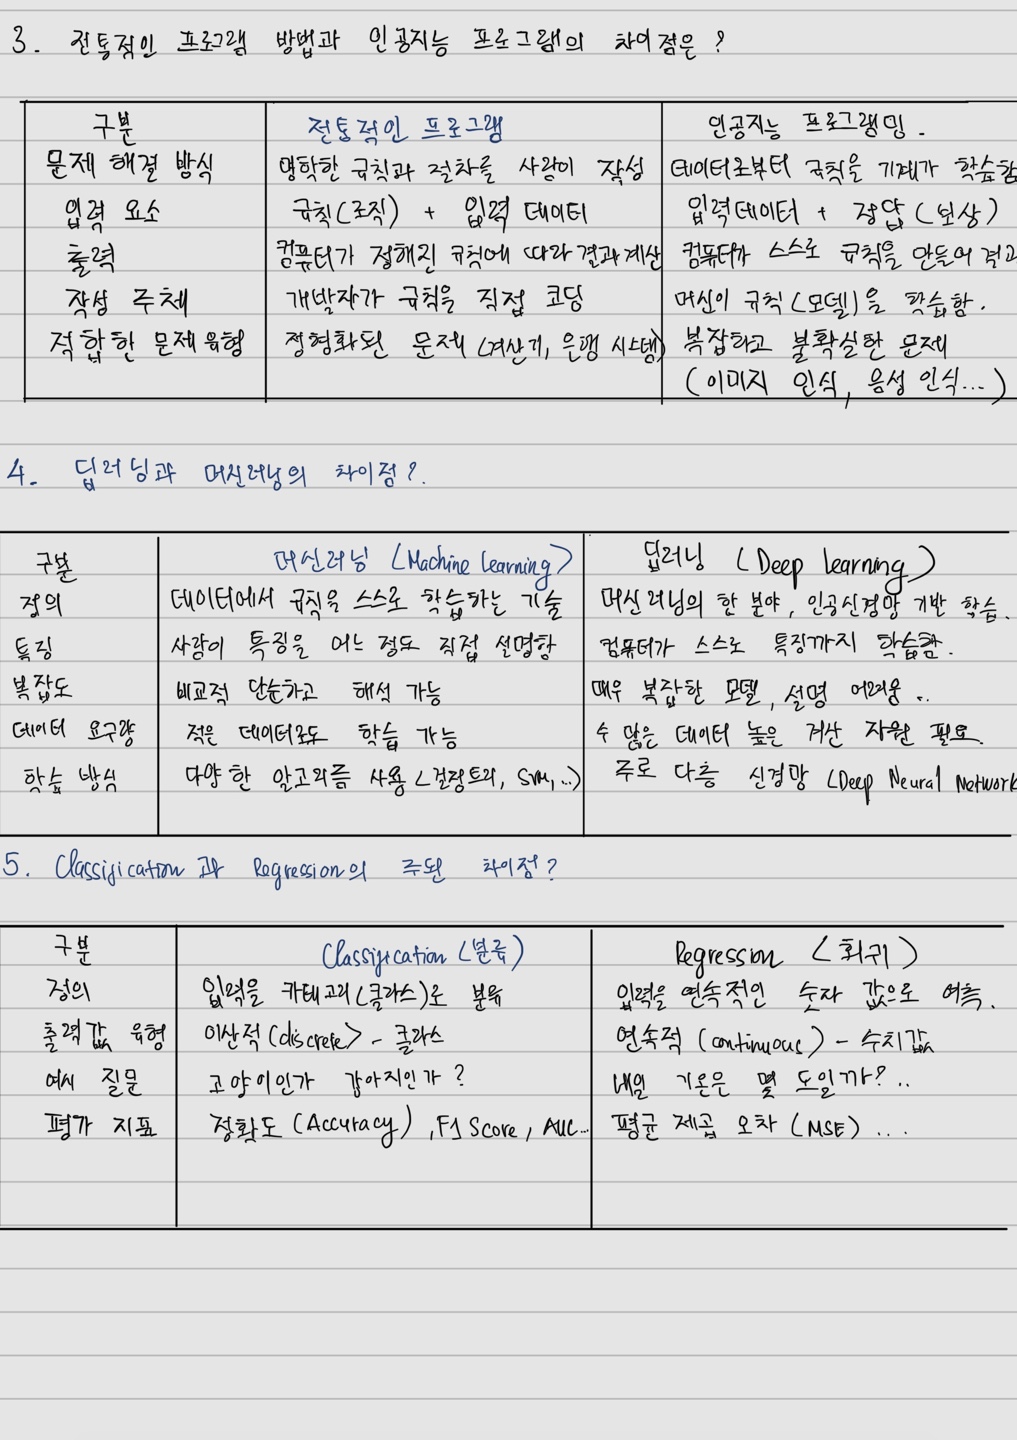 3. 전통적인 프로그램 방법과 인공지능 프로그램의 차이점은?
구분 전통적인 프로그램 인공지능 프로그래밍.
문제 해결 방식 명확한 규칙과 절차를 사람이 작성 데이터로부터 규칙을 기계가 학습함
입력 요소 규칙(로직) + 입력 데이터 입력데이터 + 정답(보상)
출력 컴퓨터가 정해진 규칙에 따라 결과 계산 컴퓨터가 스스로 규칙을 만들어 결과
작성 주체 개발자가 규칙을 직접 코딩 머신이 규칙(모델)을 학습함.
적합한 문제 유형 정형화된 문제 (계산기, 은행 시스템) 복잡하고 불확실한 문제
(이미지 인식, 음성 인식...)
4. 딥러닝과 머신러닝의 차이점?.
구분 머신러닝 (Machine learning) 딥러닝 (Deep learning)
정의 데이터에서 규칙을 스스로 학습하는 기술 머신러닝의 한 분야, 인공신경망 기반 학습.
특징 사람이 특징을 어느 정도 직접 설명함 컴퓨터가 스스로 특징까지 학습함.
복잡도 비교적 단순하고 해석 가능 매우 복잡한 모델, 설명 어려움..
데이터 요구량 적은 데이터로도 학습 가능 수 많은 데이터 높은 계산 자원 필요.
학습 방식 다양한 알고리즘 사용 (결정트리, SVM,...) 주로 다층 신경망 (Deep Neural Network
5. Classification 과 Regression의 주된 차이점?
구분 Classification (분류) Regression (회귀)
정의 입력을 카테고리(클라스)로 분류 입력을 연속적인 숫자 값으로 예측.
출력값 유형 이산적(discrete) - 클라스 연속적 (continuous) - 수치값
예시 질문 고양이인가 강아지인가? 내일 기온은 몇 도일까?..
평가 지표 정확도 (Accuracy), F1 Score, AUC... 평균 제곱 오차 (MSE) ....